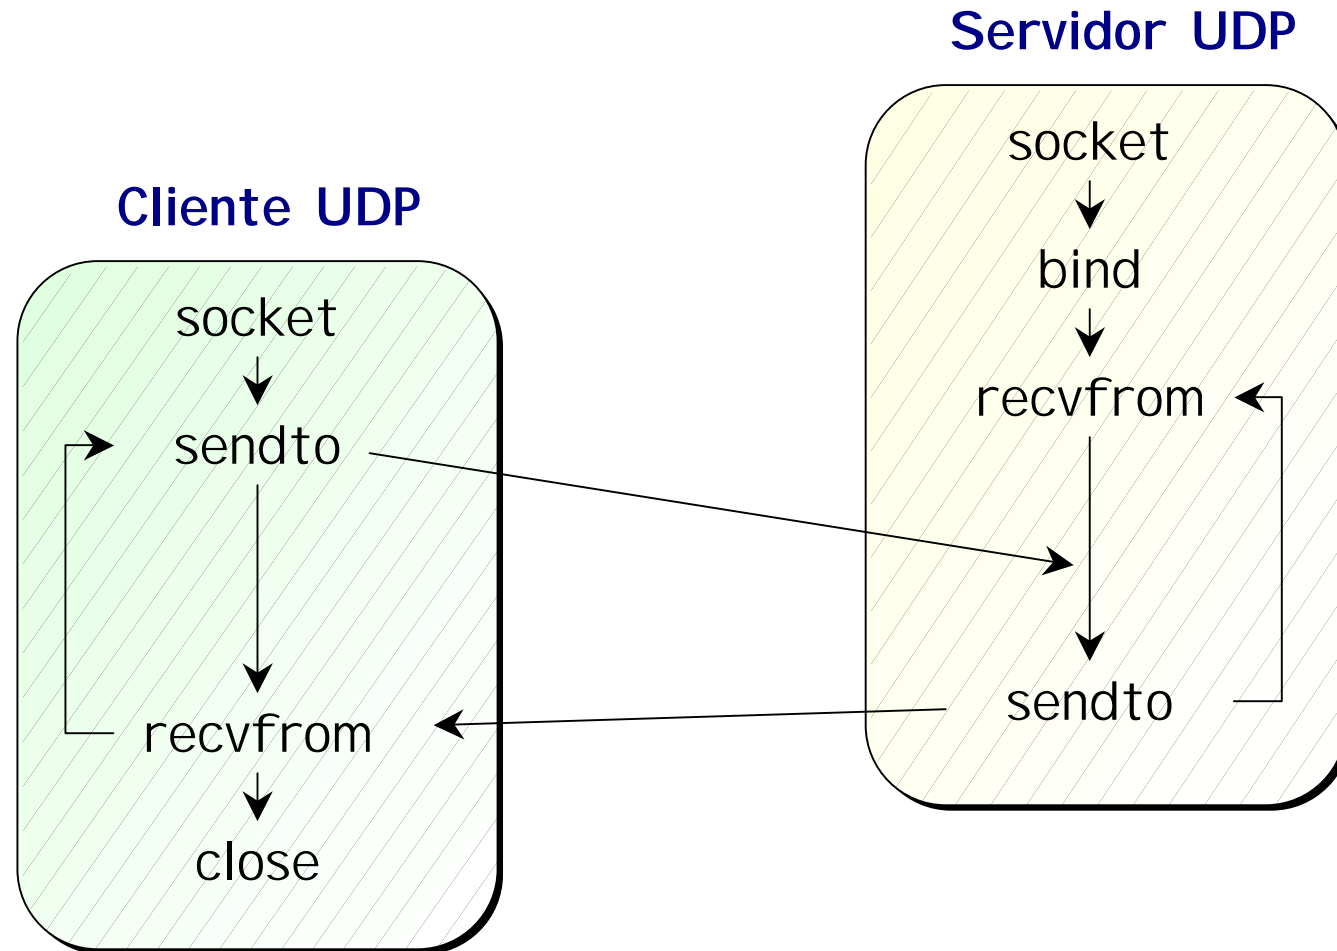 Servidor UDP
socket
bind
recvfrom
sendto
Cliente UDP
socket
sendto
recvfrom
close